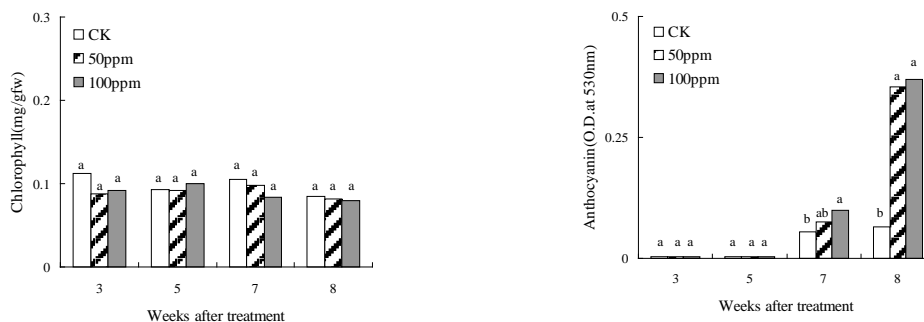 0.3
CK
50ppm
100ppm
0.2
Chlorophyll(mg/gfw)
a
a a
a a a
a a a
a a a
0.1
0
3 5 7 8
Weeks after treatment
0.5
CK
50ppm
100ppm
Anthocyanin(O.D.at 530nm)
0.25
a a a
a a a
b ab a
b a a
0
3 5 7 8
Weeks after treatment